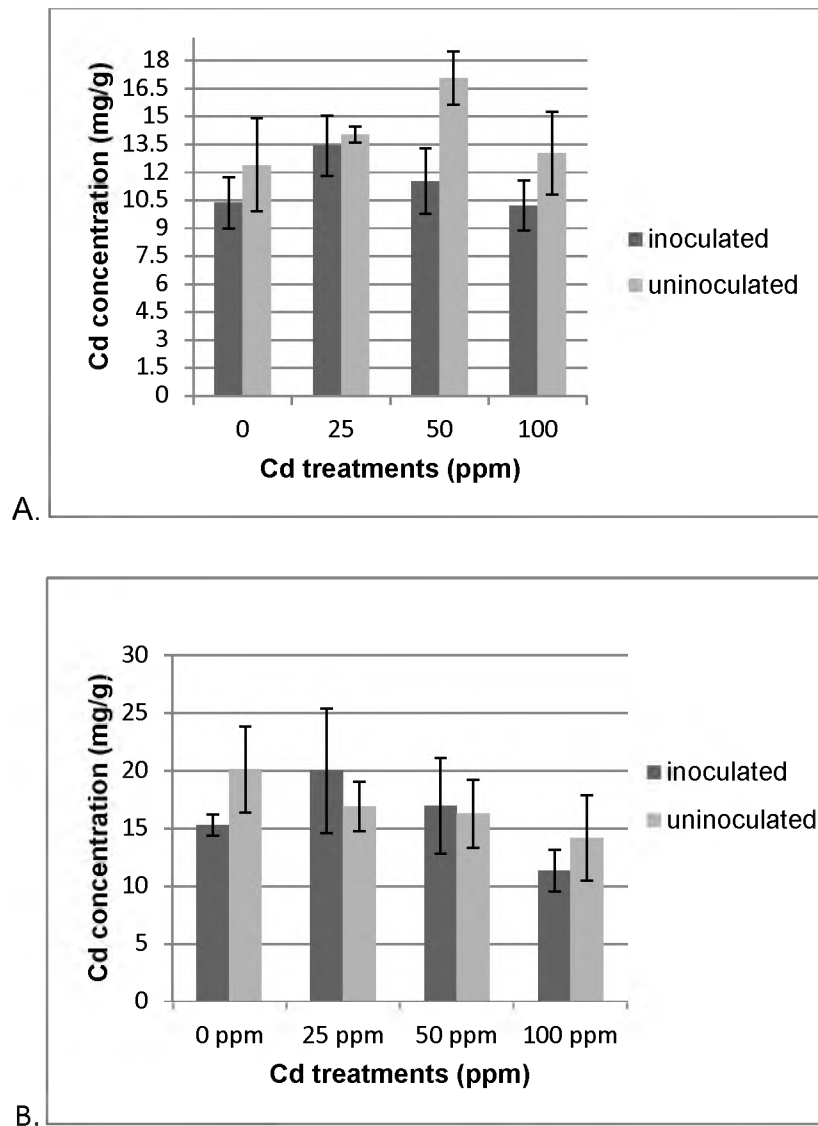 Cd concentration (mg/g)
18
16.5
15
13.5
12
10.5
9
7.5
6
4.5
3
1.5
0
0 25 50 100
Cd treatments (ppm)
inoculated
uninoculated
A.
Cd concentration (mg/g)
30
25
20
15
10
5
0
0 ppm 25 ppm 50 ppm 100 ppm
Cd treatments (ppm)
inoculated
uninoculated
B.